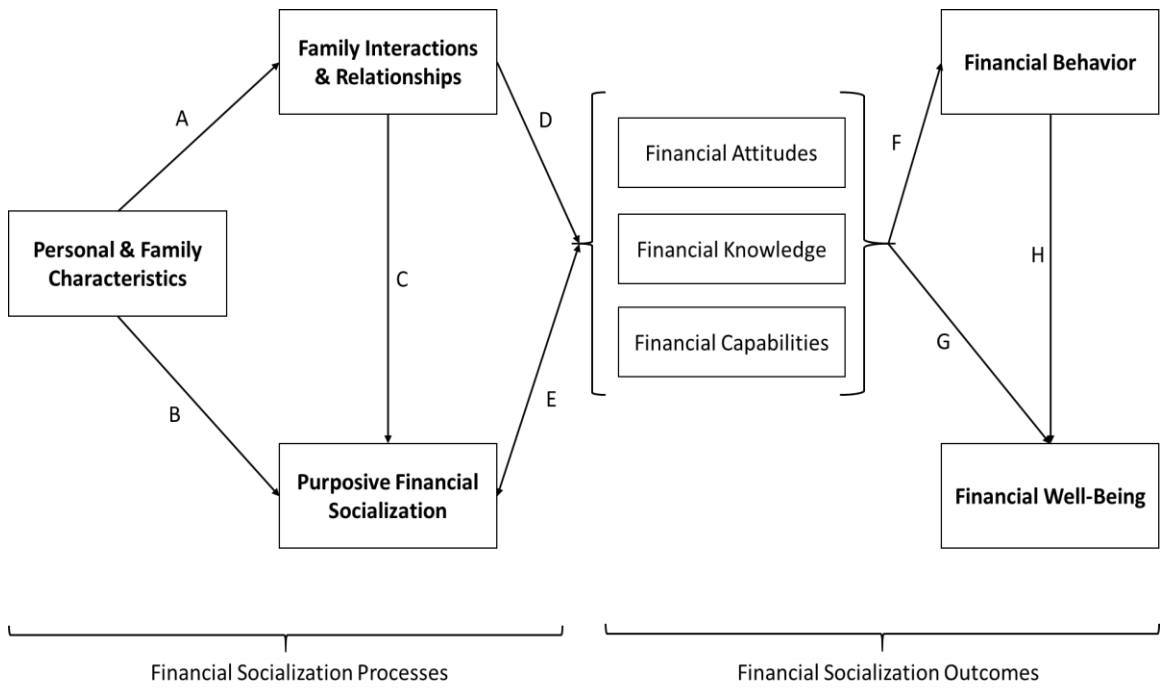 Family Interactions
& Relationships
Financial Behavior
A
D
Financial Attitudes
F
Personal & Family
Characteristics
Financial Knowledge
C
H
Financial Capabilities
G
B
E
Purposive Financial
Socialization
Financial Well-Being
Financial Socialization Processes
Financial Socialization Outcomes